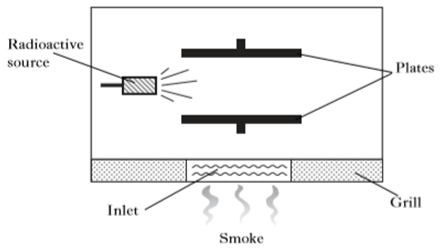 Radioactive
source
Plates
Inlet
Grill
Smoke